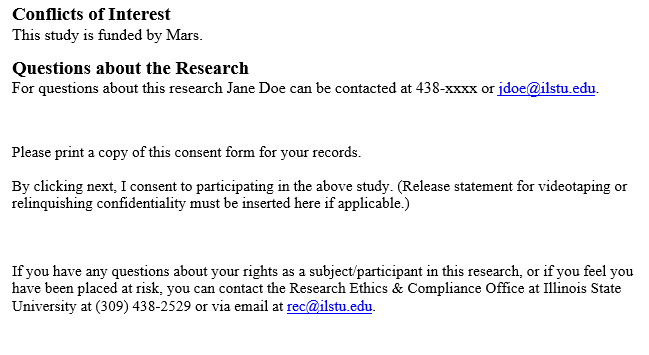 Conflicts of Interest
This study is funded by Mars.
Questions about the Research
For questions about this research Jane Doe can be contacted at 438-xxxx or jdoe@ilstu.edu.
Please print a copy of this consent form for your records.
By clicking next, I consent to participating in the above study. (Release statement for videotaping or
relinquishing confidentiality must be inserted here if applicable.)
If you have any questions about your rights as a subject/participant in this research, or if you feel you
have been placed at risk, you can contact the Research Ethics & Compliance Office at Illinois State
University at (309) 438-2529 or via email at rec@ilstu.edu.